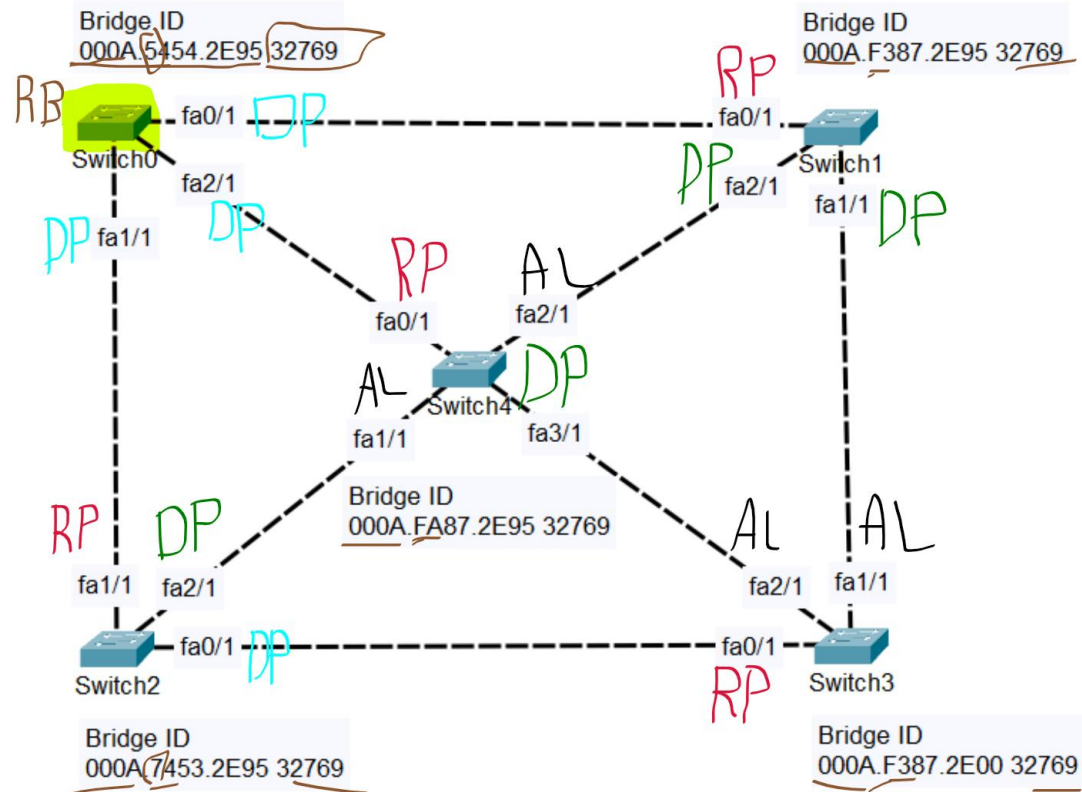 Bridge ID
000A.5454.2E95 32769
Bridge ID
000A.F387.2E95 32769
RB
fa0/1
DP
RP
fa0/1
Switch0
Switch1
fa2/1
DP
fa2/1
DP
fa1/1
DP
fa1/1
DP
RP
AL
fa0/1
fa2/1
DP
AL
Switch4
fa1/1
fa3/1
Bridge ID
000A.FA87.2E95 32769
RP
DP
AL
AL
fa1/1
fa2/1
fa2/1
fa1/1
fa0/1
DP
fa0/1
RP
Switch2
Switch3
Bridge ID
000A.7453.2E95 32769
Bridge ID
000A.F387.2E00 32769